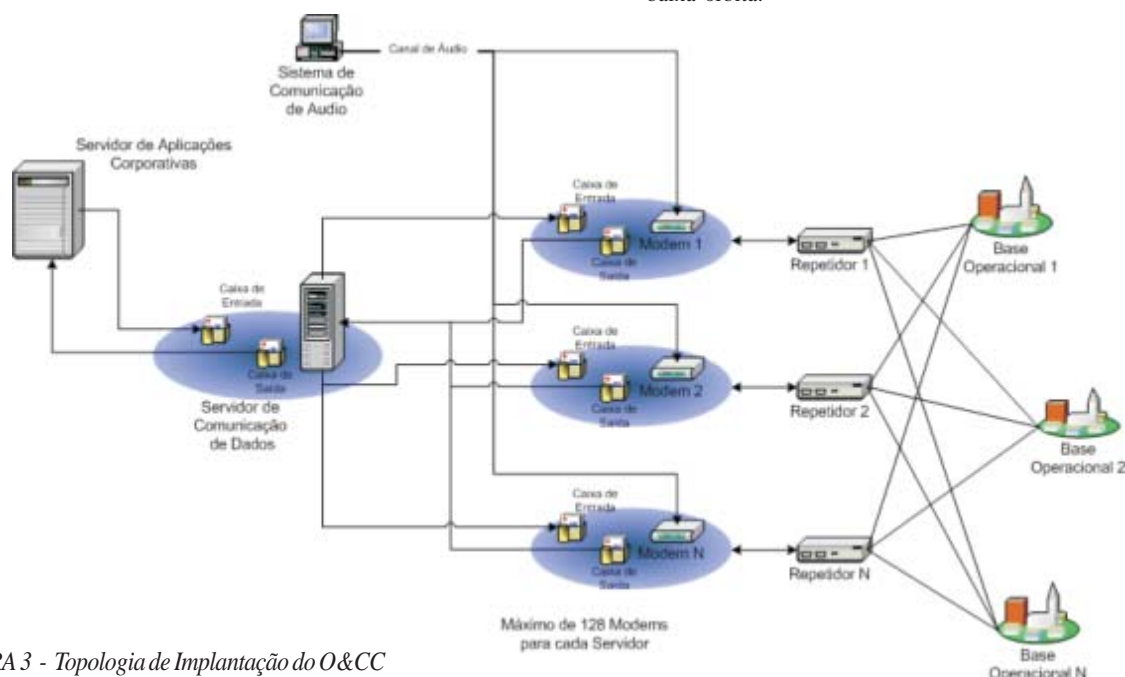 baixa órbita.
Canal de Áudio
Sistema de
Comunicação
de Audio
Servidor de Aplicações
Corporativas
Caixa de
Entrada
Caixa de
Saída
Servidor de
Comunicação
de Dados
Caixa de
Entrada
Modem 1
Caixa de
Saída
Repetidor 1
Base
Operacional 1
Caixa de
Entrada
Modem 2
Caixa de
Saída
Repetidor 2
Base
Operacional 2
Caixa de
Entrada
Modem N
Caixa de
Saída
Repetidor N
Base
Operacional N
Máximo de 128 Modems
para cada Servidor
RA 3 - Topologia de Implantação do O&CC